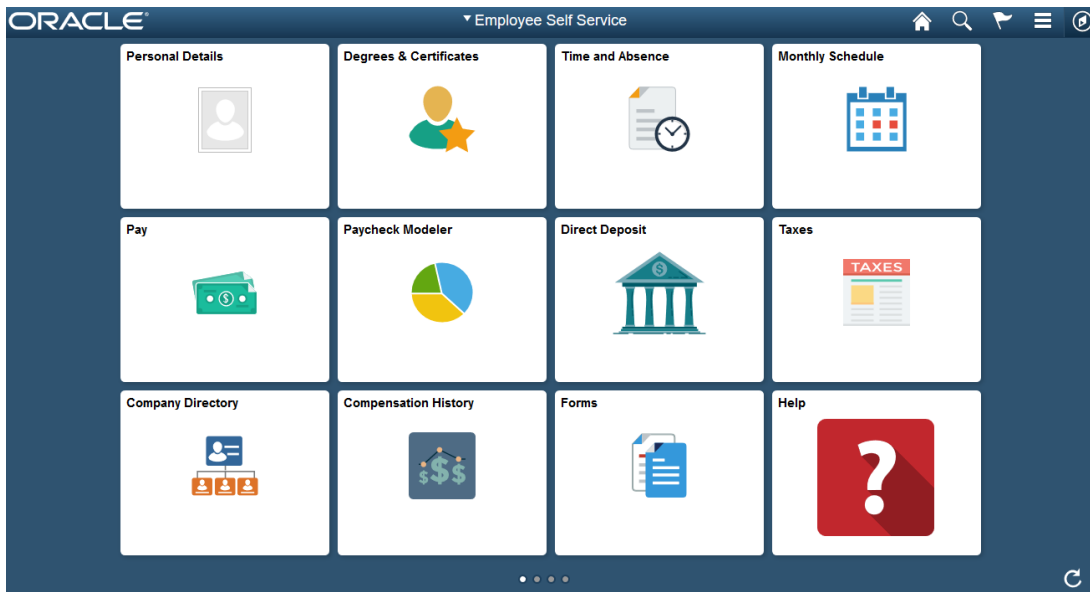 ORACLE
Employee Self Service
Personal Details
Degrees & Certificates
Time and Absence
Monthly Schedule
Pay
Paycheck Modeler
Direct Deposit
Taxes
TAXES
Company Directory
Compensation History
Forms
Help